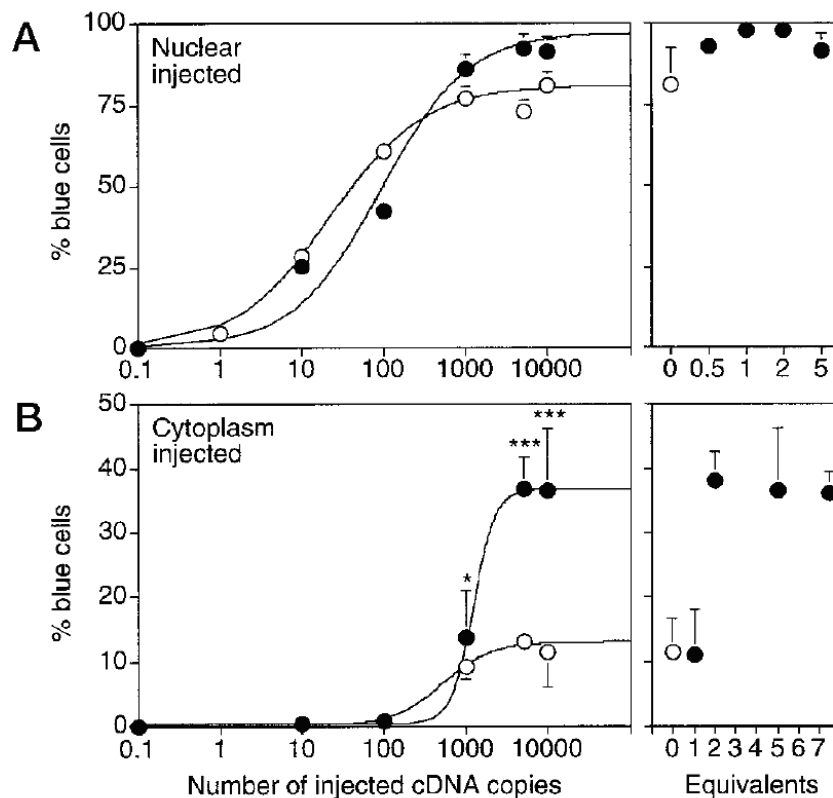 A
Nuclear
injected
% blue cells
100
75
50
25
0
0.1 1 10 100 1000 10000
0 0.5 1 2 5
B
Cytoplasm
injected
% blue cells
50
40
30
20
10
0
*
***
***
0.1 1 10 100 1000 10000
0 1 2 3 4 5 6 7
Number of injected cDNA copies
Equivalents